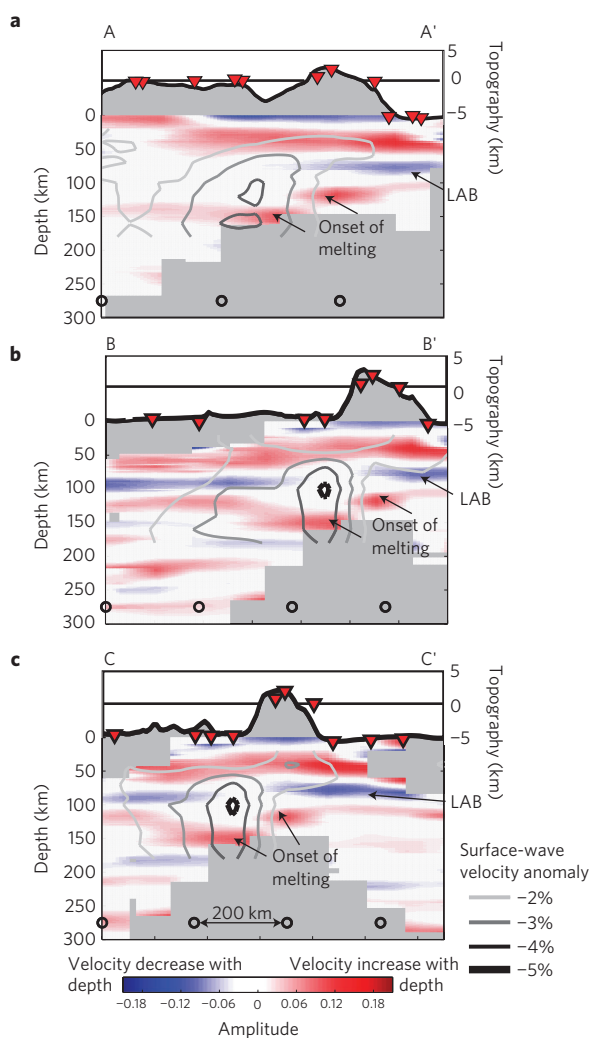 a
A
A'
5
0
−5
Topography (km)
0
50
100
150
200
250
300
Depth (km)
LAB
Onset of
melting
b
B
B'
5
0
−5
Topography (km)
0
50
100
150
200
250
300
Depth (km)
LAB
Onset of
melting
c
C
C'
5
0
−5
Topography (km)
0
50
100
150
200
250
300
Depth (km)
LAB
Onset of
melting
200 km
Surface-wave
velocity anomaly
−2%
−3%
−4%
−5%
Velocity decrease with
depth
Velocity increase with
depth
−0.18
−0.12
−0.06
0
0.06
0.12
0.18
Amplitude